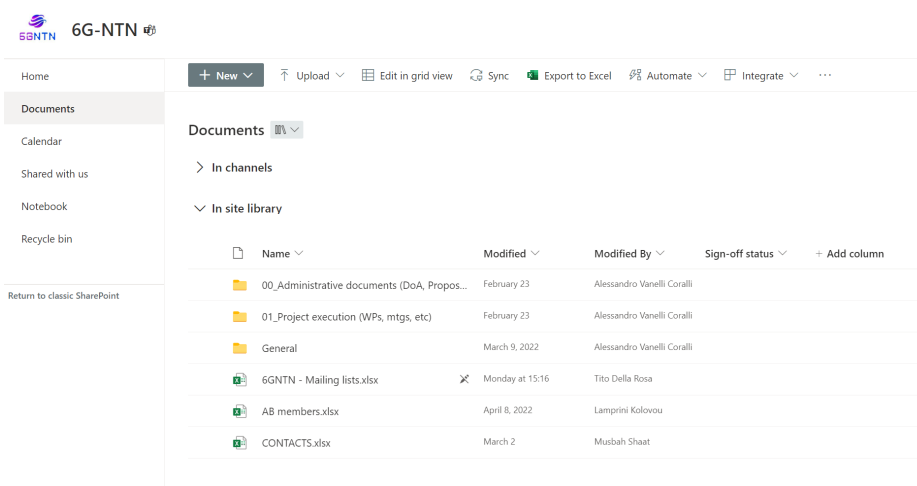 6GNTN
6G-NTN
Home
Documents
Calendar
Shared with us
Notebook
Recycle bin
Return to classic SharePoint
+ New Upload Edit in grid view Sync Export to Excel Automate Integrate ...
Documents
In channels
In site library
Name Modified Modified By Sign-off status + Add column
00_Administrative documents (DoA, Propos... February 23 Alessandro Vanelli Coralli
01_Project execution (WPs, mtgs, etc) February 23 Alessandro Vanelli Coralli
General March 9, 2022 Alessandro Vanelli Coralli
6GNTN - Mailing lists.xlsx Monday at 15:16 Tito Della Rosa
AB members.xlsx April 8, 2022 Lamprini Kolovou
CONTACTS.xlsx March 2 Musbah Shaat